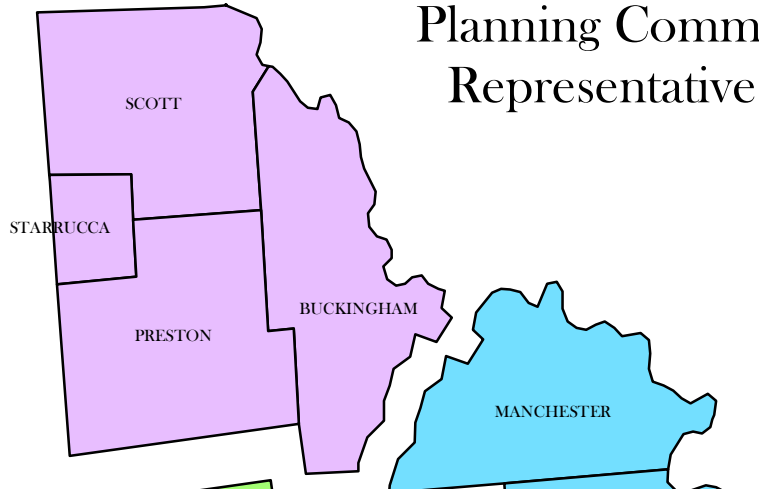 Planning Comm
Representative
SCOTT
STARRUCCA
BUCKINGHAM
PRESTON
MANCHESTER